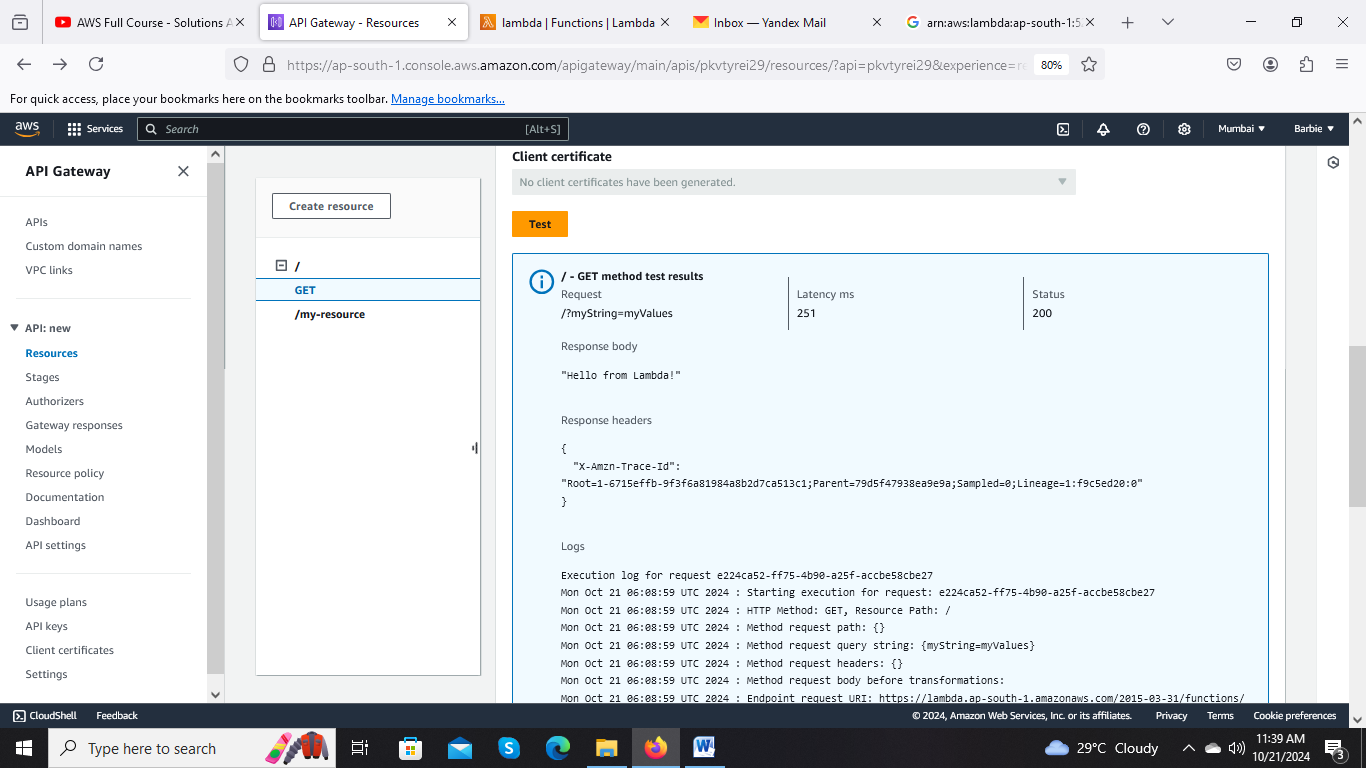 AWS Full Course - Solutions A
API Gateway - Resources
lambda | Functions | Lambda
Inbox — Yandex Mail
arn:aws:lambda:ap-south-1:5
https://ap-south-1.console.aws.amazon.com/apigateway/main/apis/pkvtyrei29/resources/?api=pkvtyrei29&experience=re
80%
For quick access, place your bookmarks here on the bookmarks toolbar. Manage bookmarks...
aws
Services
Search
[Alt+S]
Mumbai
Barbie
API Gateway
APIs
Custom domain names
VPC links
API: new
Resources
Stages
Authorizers
Gateway responses
Models
Resource policy
Documentation
Dashboard
API settings
Usage plans
API keys
Client certificates
Settings
Create resource
/
GET
/my-resource
Client certificate
No client certificates have been generated.
Test
/ - GET method test results
Request
/?myString=myValues
Latency ms
251
Status
200
Response body
"Hello from Lambda!"
Response headers
{
"X-Amzn-Trace-Id":
"Root=1-6715effb-9f3f6a81984a8b2d7ca513c1;Parent=79d5f47938ea9e9a;Sampled=0;Lineage=1:f9c5ed20:0"
}
Logs
Execution log for request e224ca52-ff75-4b90-a25f-accbe58cbe27
Mon Oct 21 06:08:59 UTC 2024 : Starting execution for request: e224ca52-ff75-4b90-a25f-accbe58cbe27
Mon Oct 21 06:08:59 UTC 2024 : HTTP Method: GET, Resource Path: /
Mon Oct 21 06:08:59 UTC 2024 : Method request path: {}
Mon Oct 21 06:08:59 UTC 2024 : Method request query string: {myString=myValues}
Mon Oct 21 06:08:59 UTC 2024 : Method request headers: {}
Mon Oct 21 06:08:59 UTC 2024 : Method request body before transformations:
Mon Oct 21 06:08:59 UTC 2024 : Endpoint request URI: https://lambda.ap-south-1.amazonaws.com/2015-03-31/functions/
CloudShell
Feedback
© 2024, Amazon Web Services, Inc. or its affiliates.
Privacy
Terms
Cookie preferences
Type here to search
29°C Cloudy
11:39 AM
10/21/2024
3